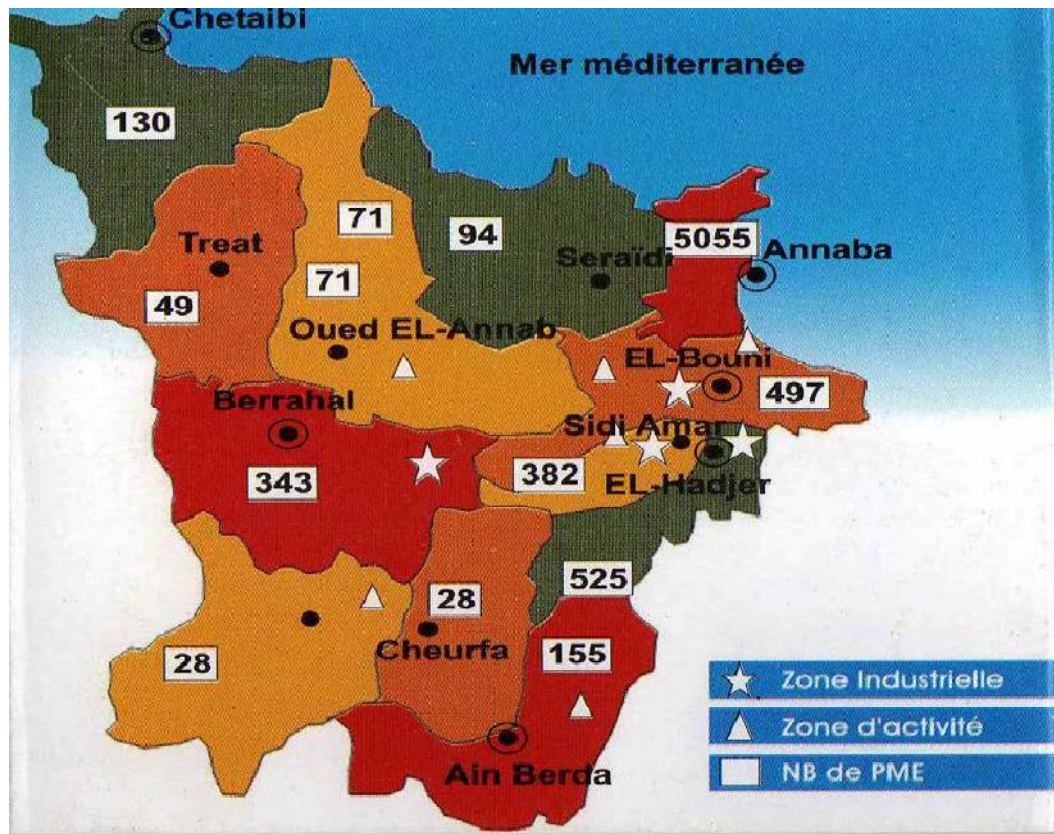 Chetaibi
Mer méditerranée
130
71
94
5055
Treat
Seraïdi
Annaba
71
49
Oued EL-Annab
EL-Bouni
497
Berrahal
Sidi Amar
382
EL-Hadjer
343
525
28
Cheurfa
155
28
Zone Industrielle
Zone d'activité
NB de PME
Ain Berda